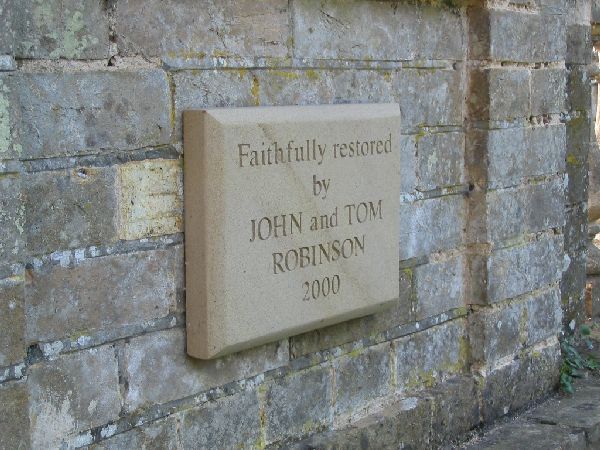 Faithfully restored
by
JOHN and TOM
ROBINSON
2000